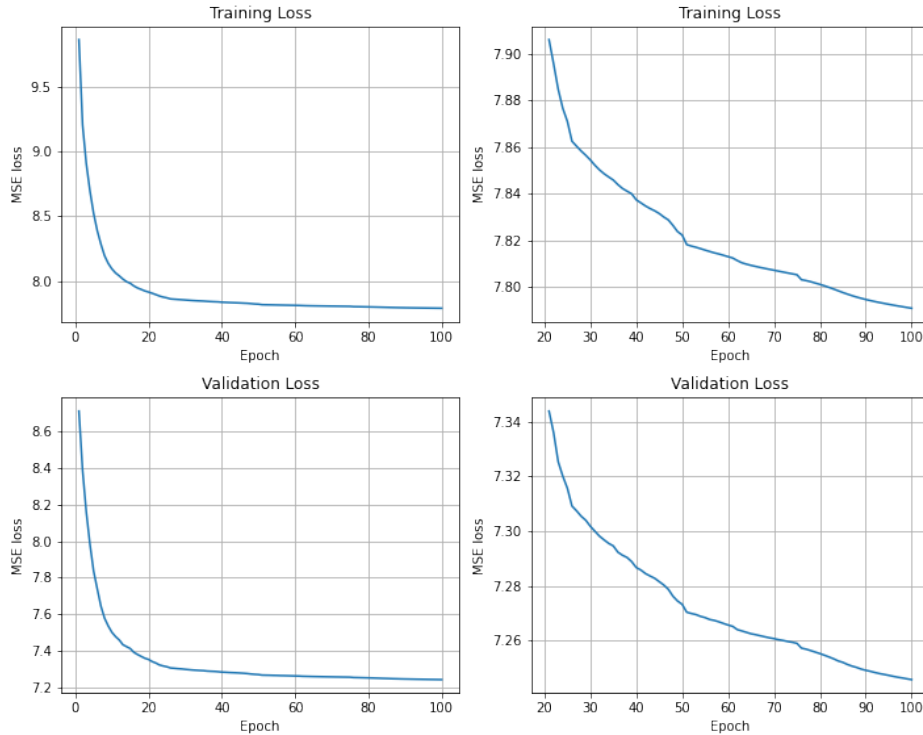 Training Loss
MSE loss
9.5
9.0
8.5
8.0
0 20 40 60 80 100
Epoch
Training Loss
MSE loss
7.90
7.88
7.86
7.84
7.82
7.80
20 30 40 50 60 70 80 90 100
Epoch
Validation Loss
MSE loss
8.6
8.4
8.2
8.0
7.8
7.6
7.4
7.2
0 20 40 60 80 100
Epoch
Validation Loss
MSE loss
7.34
7.32
7.30
7.28
7.26
20 30 40 50 60 70 80 90 100
Epoch